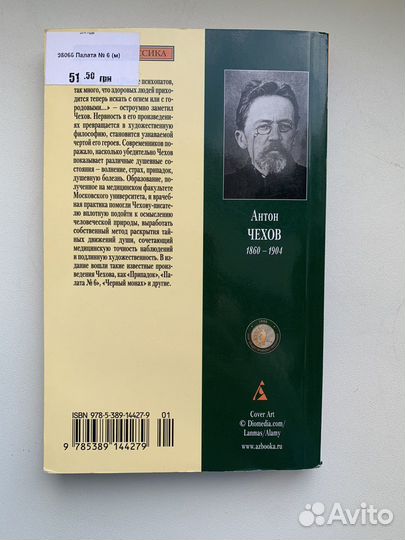 98066 Палата № 6 (м)
51.50 грн
СИКА
е психопатов,
так много, что здоровых людей прихо-
дится теперь искать с огнем или с го-
родовыми...» – остроумно заметил
Чехов. Нервность в его произведени-
ях превращается в художественную
философию, становится узнаваемой
чертой его героев. Современников по-
ражало, насколько убедительно Чехов
показывает различные душевные со-
стояния – волнение, страх, припадок,
душевную болезнь. Образование, по-
лученное на медицинском факультете
Московского университета, и врачеб-
ная практика помогли Чехову-писате-
лю вплотную подойти к осмыслению
человеческой природы, выработать
собственный метод раскрытия тай-
ных движений души, сочетающий
медицинскую точность наблюдений
и подлинную художественность. В из-
дание вошли такие известные произ-
ведения Чехова, как «Припадок», «Па-
лата № 6», «Черный монах» и другие.
Антон
ЧЕХОВ
1860 – 1904
ISBN 978-5-389-14427-9
01
9 785389 144279
Cover Art
© Diomedia.com/
Lanmas/Alamy
www.azbooka.ru
Avito